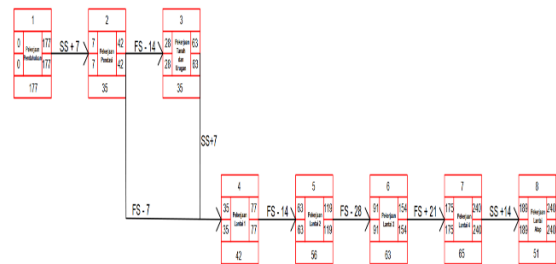 1
0
177
Pekerjaan
Pendahuluan
0
177
177
SS + 7
2
7
42
Pekerjaan
Pondasi
7
42
35
FS - 14
3
28
63
Pekerjaan
Tanah
dan
Urugan
28
63
35
SS+7
FS - 7
4
35
77
Pekerjaan
Lantai 1
35
77
42
FS - 14
5
63
119
Pekerjaan
Lantai 2
63
119
56
FS - 28
6
91
154
Pekerjaan
Lantai 3
91
154
63
FS + 21
7
175
240
Pekerjaan
Lantai 4
175
240
65
SS +14
8
189
240
Pekerjaan
Lantai
Atap
189
240
51